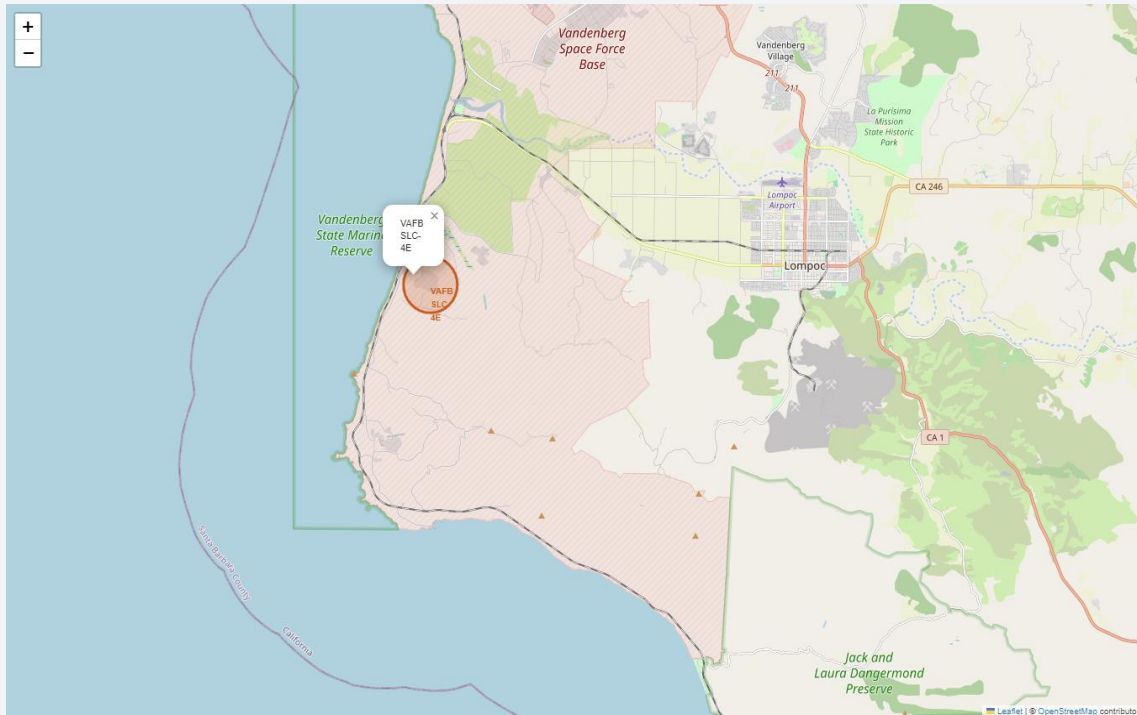 +
−
Vandenberg
Space Force
Base
Vandenberg
Village
211
211
La Purisima
Mission
State Historic
Park
CA 246
Lompoc
Airport
Lompoc
Vandenberg
State Marine
Reserve
×
VAFB
SLC-
4E
VAFB
SLC
4E
CA 1
Santa Barbara County
California
Jack and
Laura Dangermond
Preserve
Leaflet | © OpenStreetMap contributo